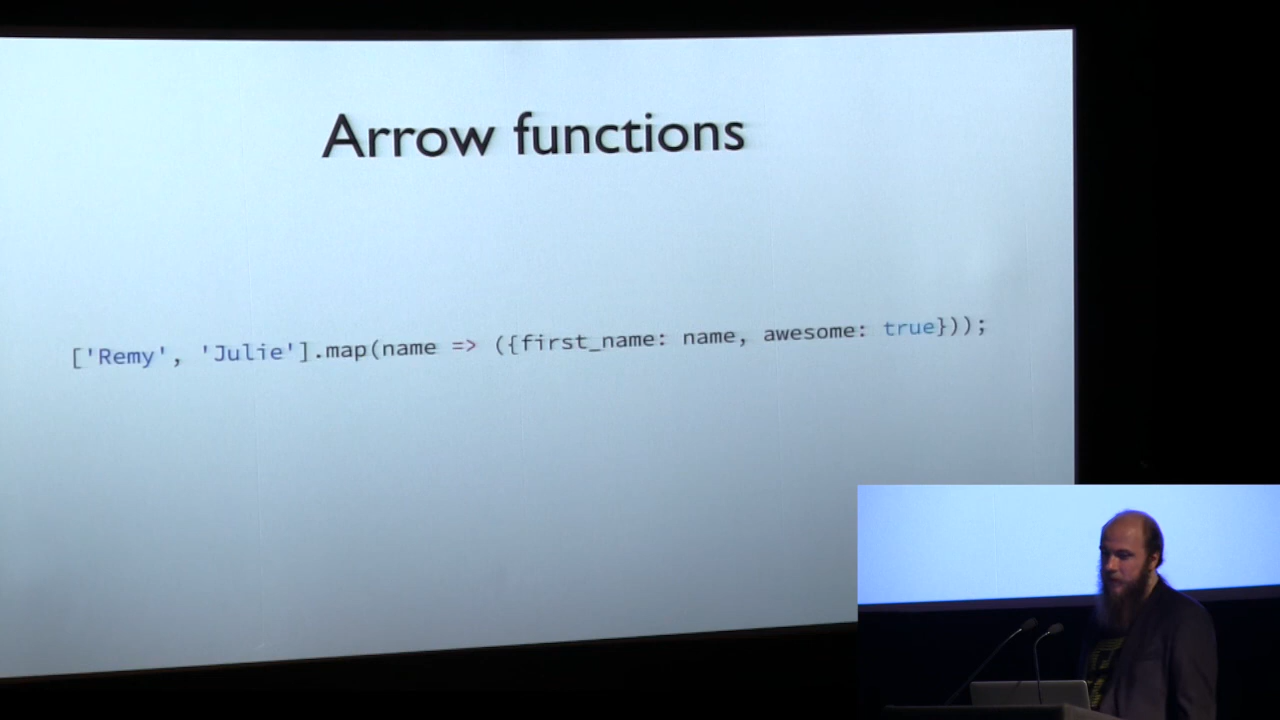 Arrow functions
['Remy', 'Julie'].map(name => ({first_name: name, awesome: true}));